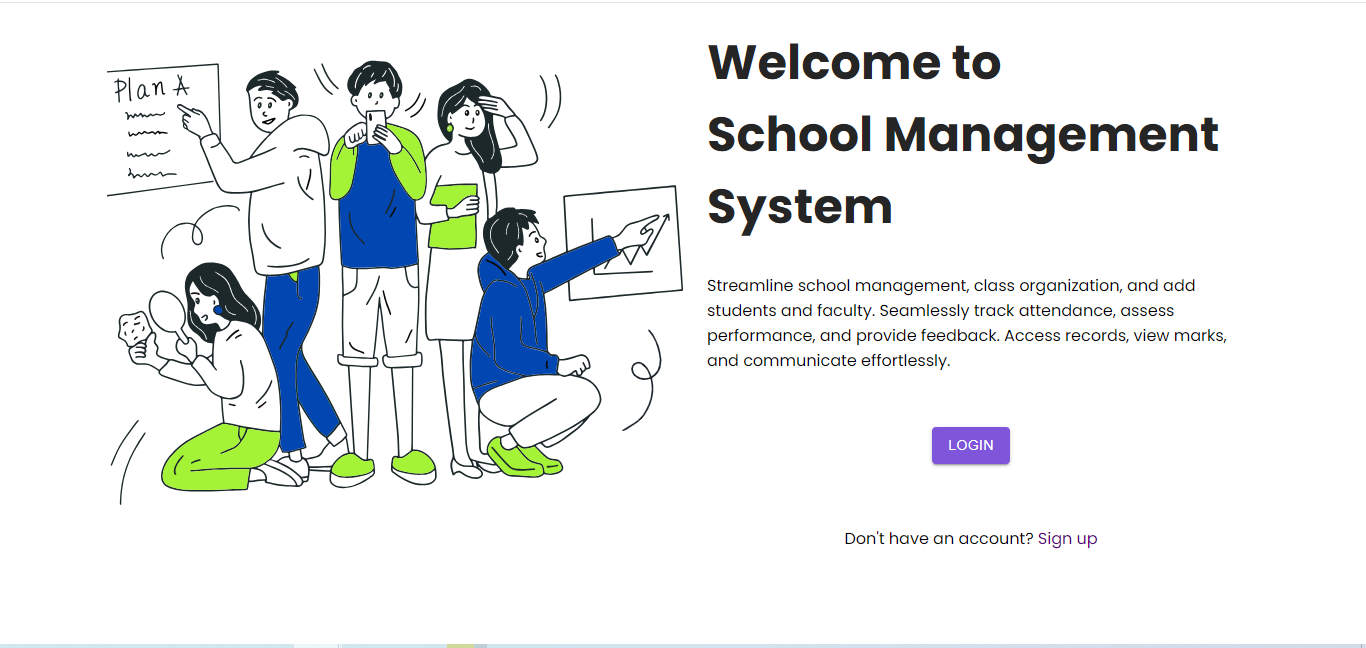 Plan A
Welcome to
School Management
System
Streamline school management, class organization, and add
students and faculty. Seamlessly track attendance, assess
performance, and provide feedback. Access records, view marks,
and communicate effortlessly.
LOGIN
Don't have an account? Sign up